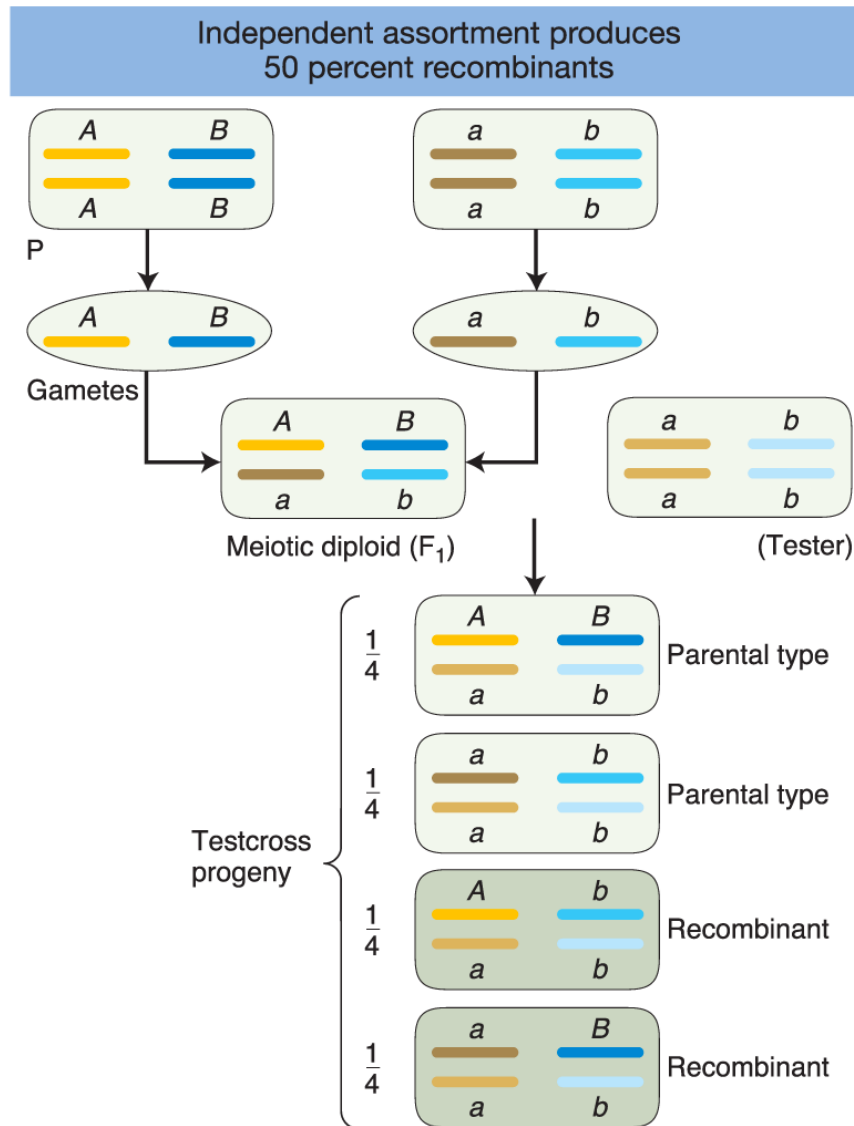 Independent assortment produces
50 percent recombinants
A B
A B
a b
a b
P
A B
a b
Gametes
A B
a b
Meiotic diploid (F₁)
a b
a b
(Tester)
Testcross
progeny
1/4
A B
a b
Parental type
1/4
a b
a b
Parental type
1/4
A b
a b
Recombinant
1/4
a B
a b
Recombinant